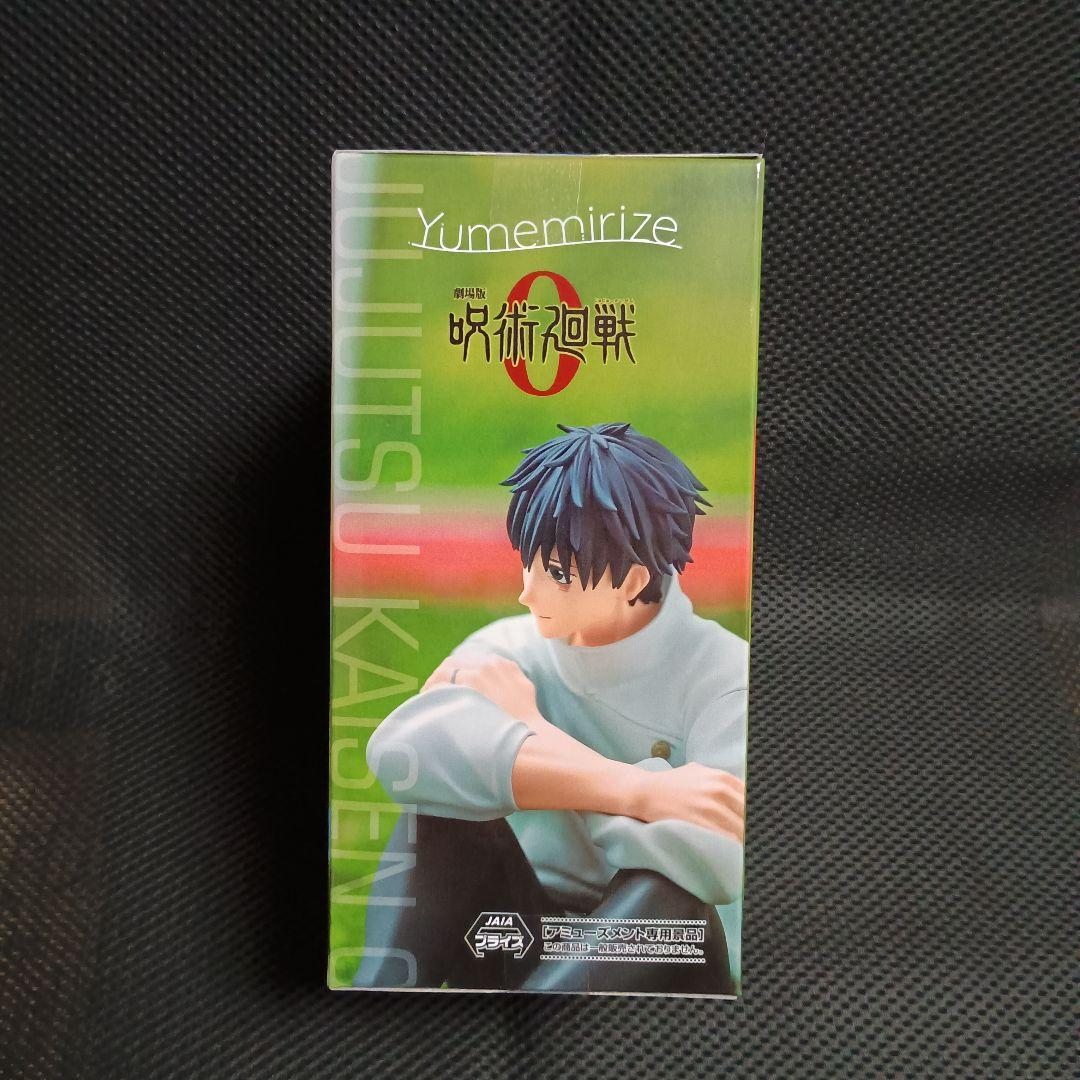 Yumemirize
劇場版
呪術廻戦
0
JUJUTSU KAISEN 0
JAIA
プライズ
[アミューズメント専用景品]
この商品は一般販売されておりません。